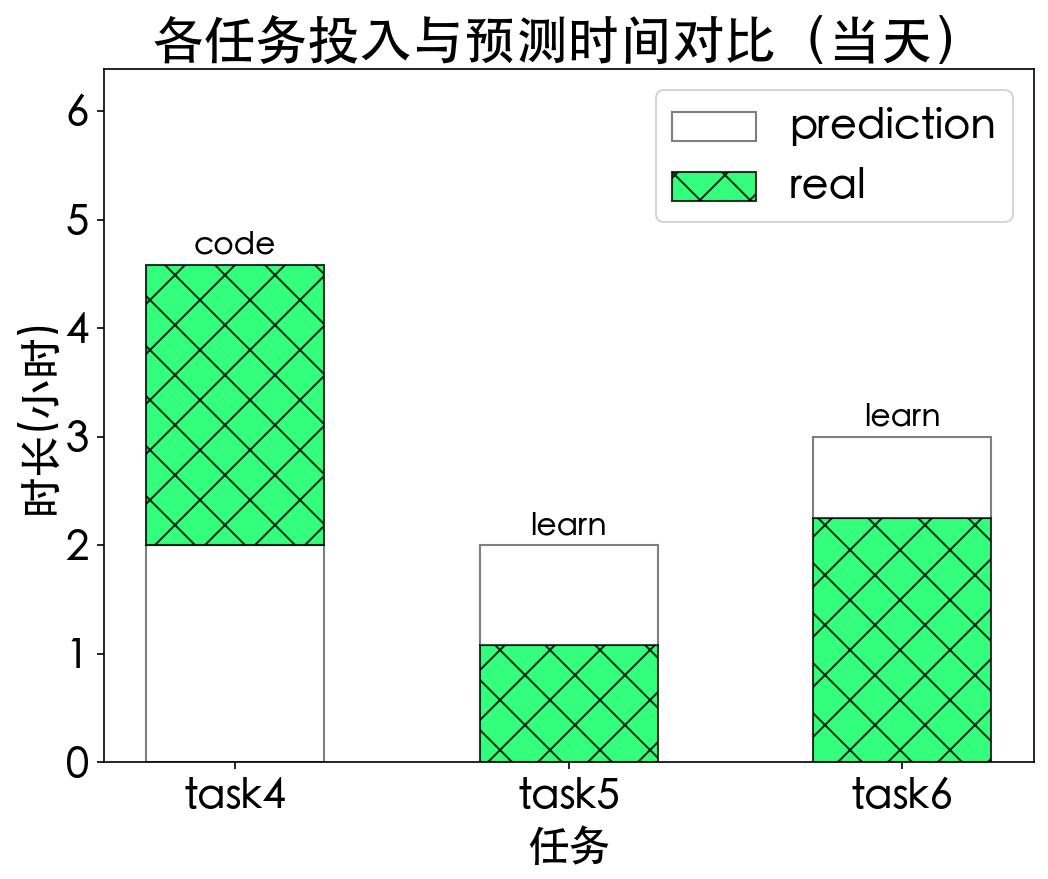 各任务投入与预测时间对比（当天）
prediction
real
时长(小时)
6
5
4
3
2
1
0
code
learn
learn
task4
task5
task6
任务